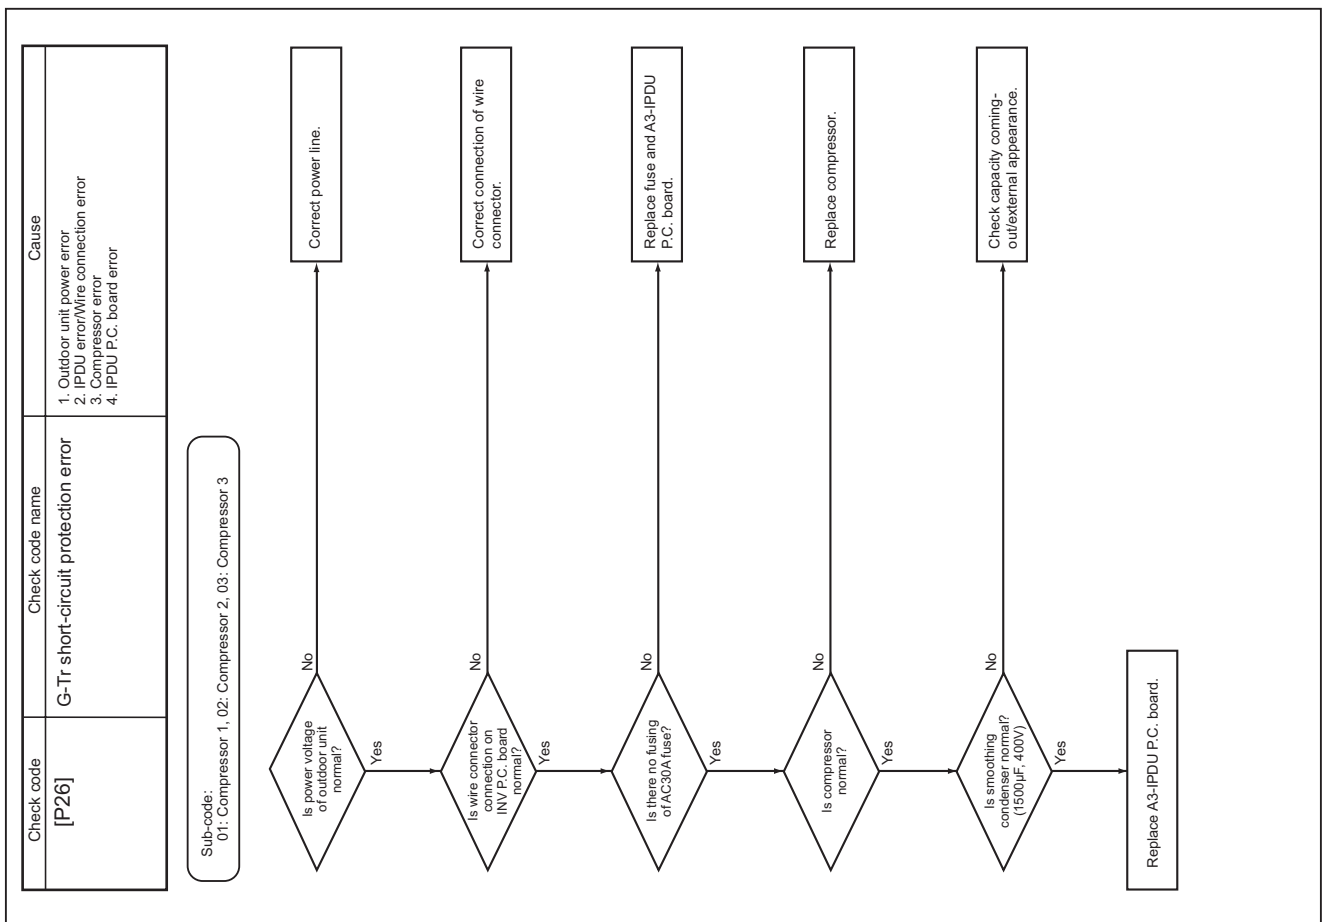 Check code
Check code name
Cause
[P26]
G-Tr short-circuit protection error
1. Outdoor unit power error
2. IPDU error/Wire connection error
3. Compressor error
4. IPDU P.C. board error
Sub-code:
01: Compressor 1, 02: Compressor 2, 03: Compressor 3
Is power voltage
of outdoor unit
normal?
No
Correct power line.
Yes
Is wire connector
connection on
INV P.C. board
normal?
No
Correct connection of wire
connector.
Yes
Is there no fusing
of AC30A fuse?
No
Replace fuse and A3-IPDU
P.C. board.
Yes
Is compressor
normal?
No
Replace compressor.
Yes
Is smoothing
condenser normal?
(1500µF, 400V)
No
Check capacity coming-
out/external appearance.
Yes
Replace A3-IPDU P.C. board.